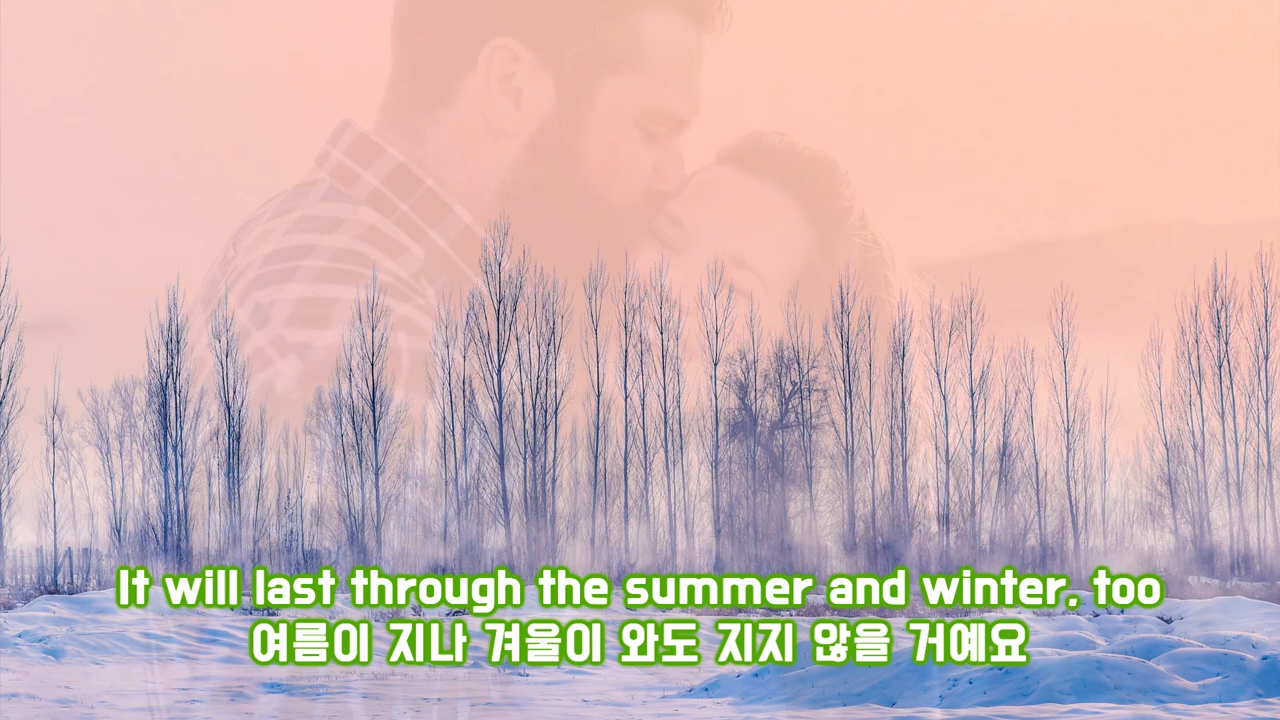 It will last through the summer and winter, too
여름이 지나 겨울이 와도 지지 않을 거예요